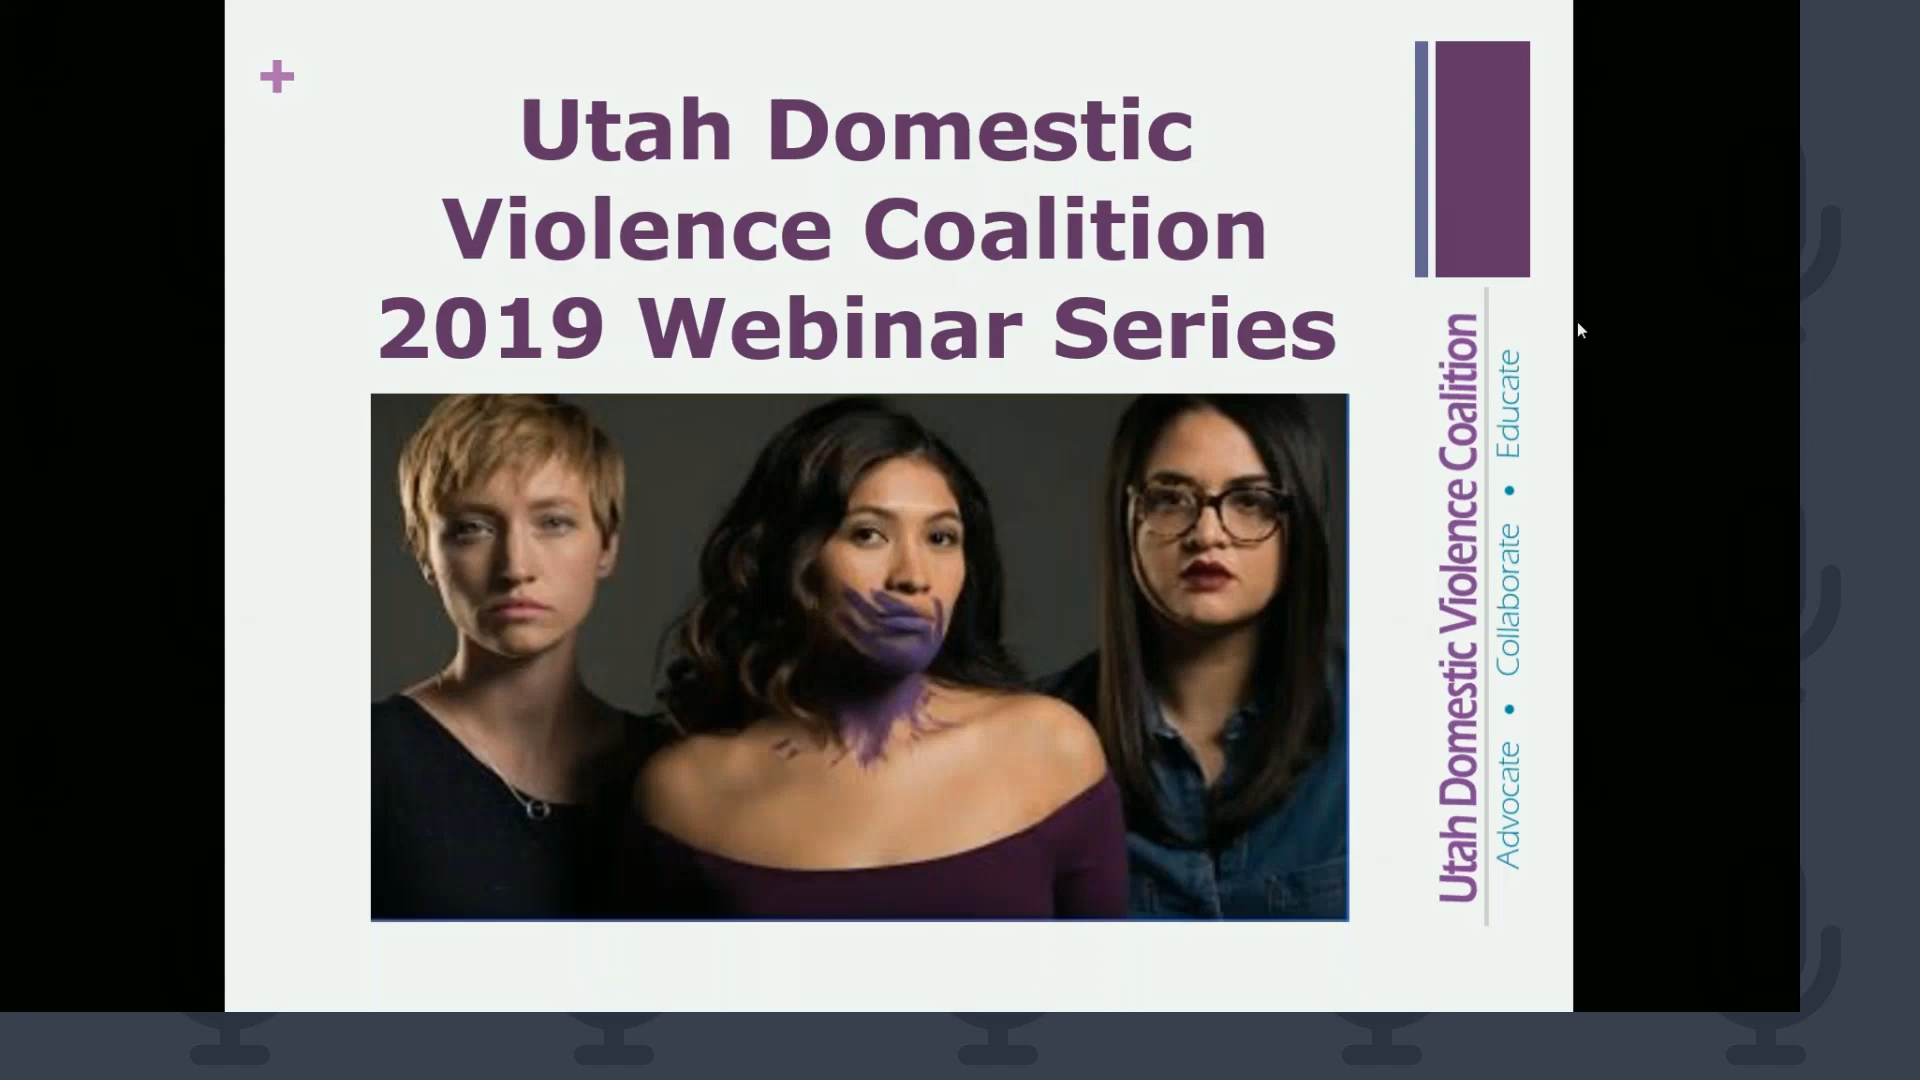 Utah Domestic
Violence Coalition
2019 Webinar Series
Utah Domestic Violence Coalition
Advocate • Collaborate • Educate